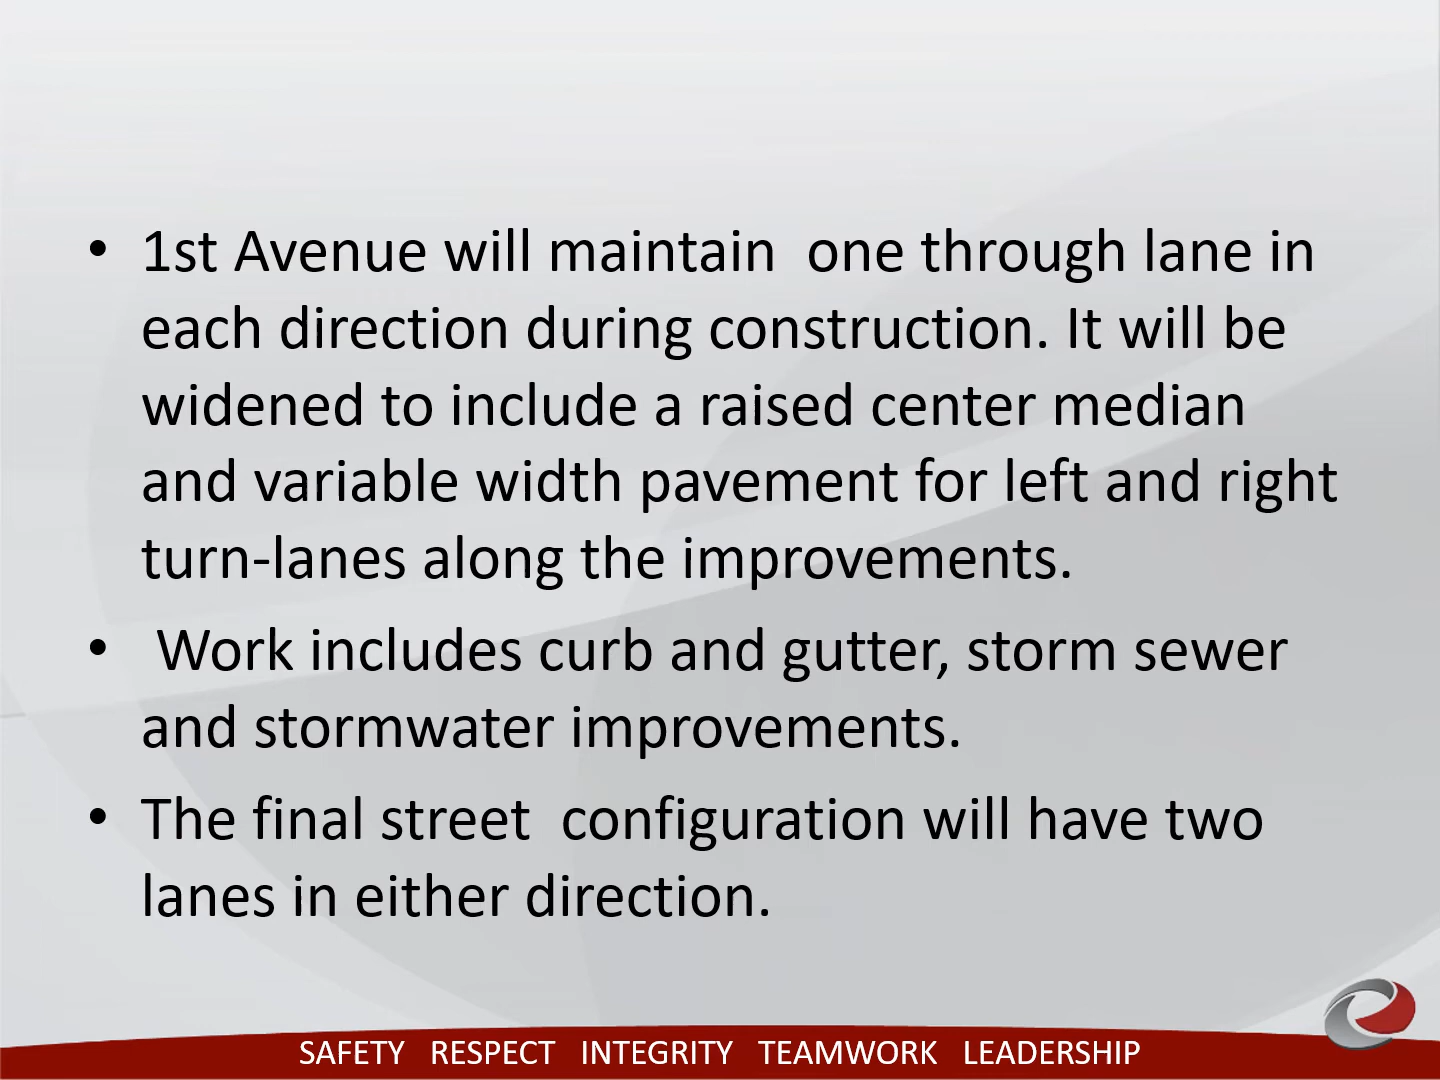 • 1st Avenue will maintain  one through lane in
each direction during construction. It will be
widened to include a raised center median
and variable width pavement for left and right
turn-lanes along the improvements.
•  Work includes curb and gutter, storm sewer
and stormwater improvements.
• The final street  configuration will have two
lanes in either direction.
SAFETY   RESPECT   INTEGRITY   TEAMWORK   LEADERSHIP